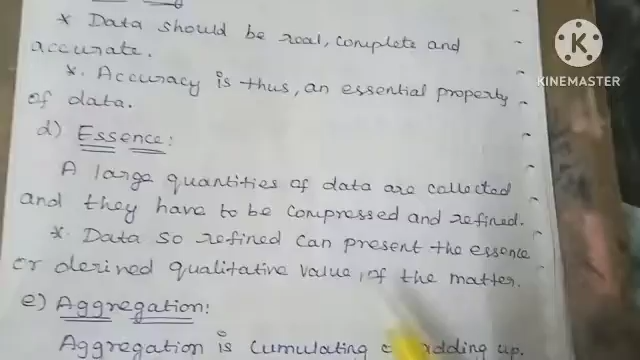 * Data should be real, complete and
accurate.
*. Accuracy is thus, an essential property
of data.
d) Essence:
A large quantities of data are collected
and they have to be compressed and refined.
*. Data so refined can present the essence
or derined qualitative value, of the matter.
e) Aggregation:
Aggregation is cumulating adding up.
KINEMASTER